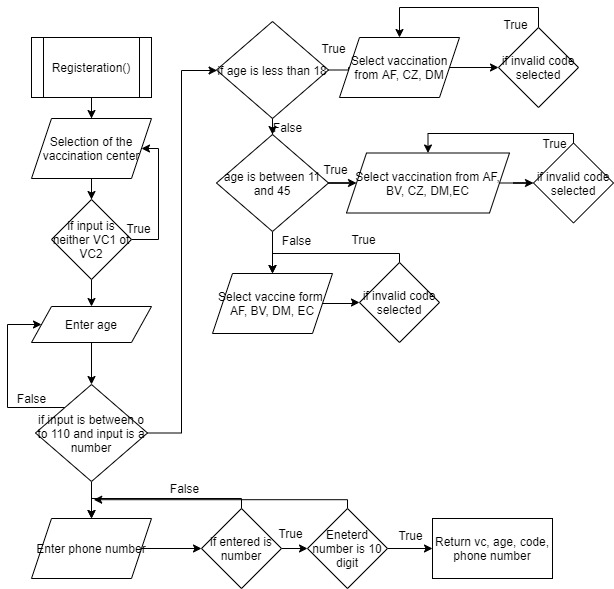 Registeration()
Selection of the
vaccination center
if input is
neither VC1 or
VC2
True
Enter age
False
if input is between o
to 110 and input is a
number
if age is less than 18
True
Select vaccination
from AF, CZ, DM
True
if invalid code
selected
False
age is between 11
and 45
True
Select vaccination from AF
BV, CZ, DM,EC
True
if invalid code
selected
False
True
Select vaccine form
AF, BV, DM, EC
if invalid code
selected
False
Enter phone number
if entered is
number
True
Eneterd
number is 10
digit
True
Return vc, age, code,
phone number